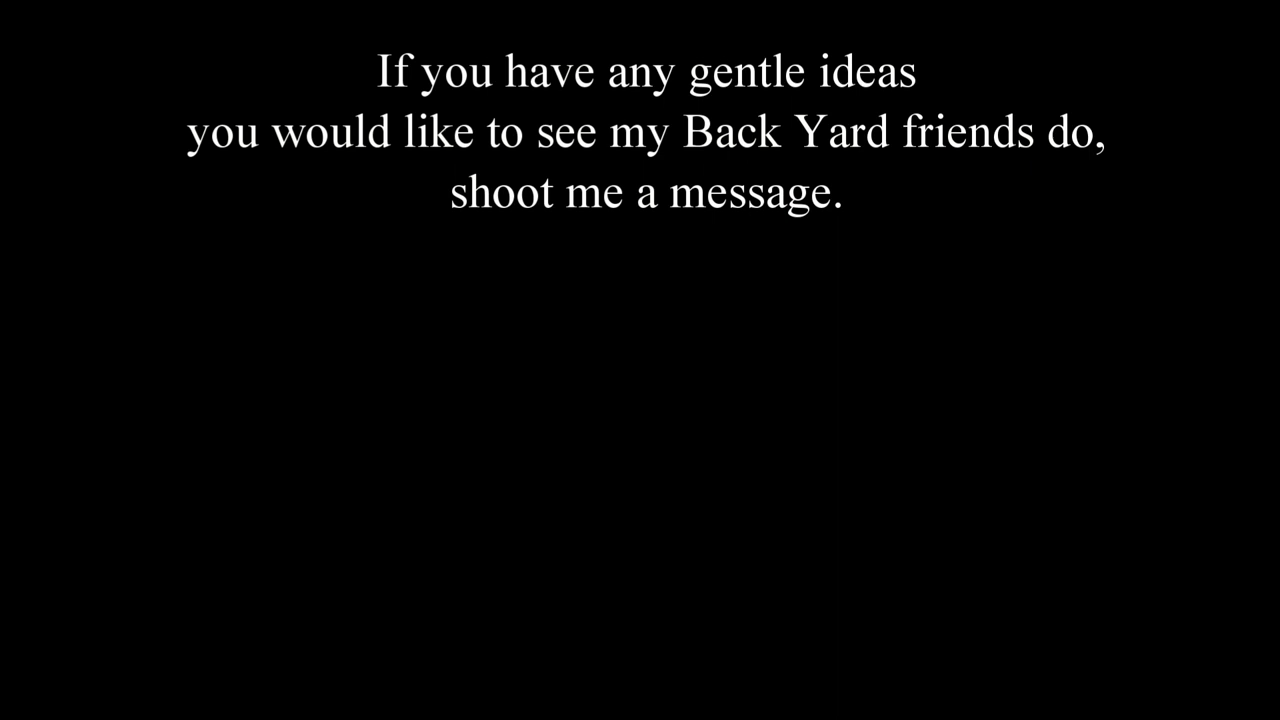 If you have any gentle ideas
you would like to see my Back Yard friends do,
shoot me a message.